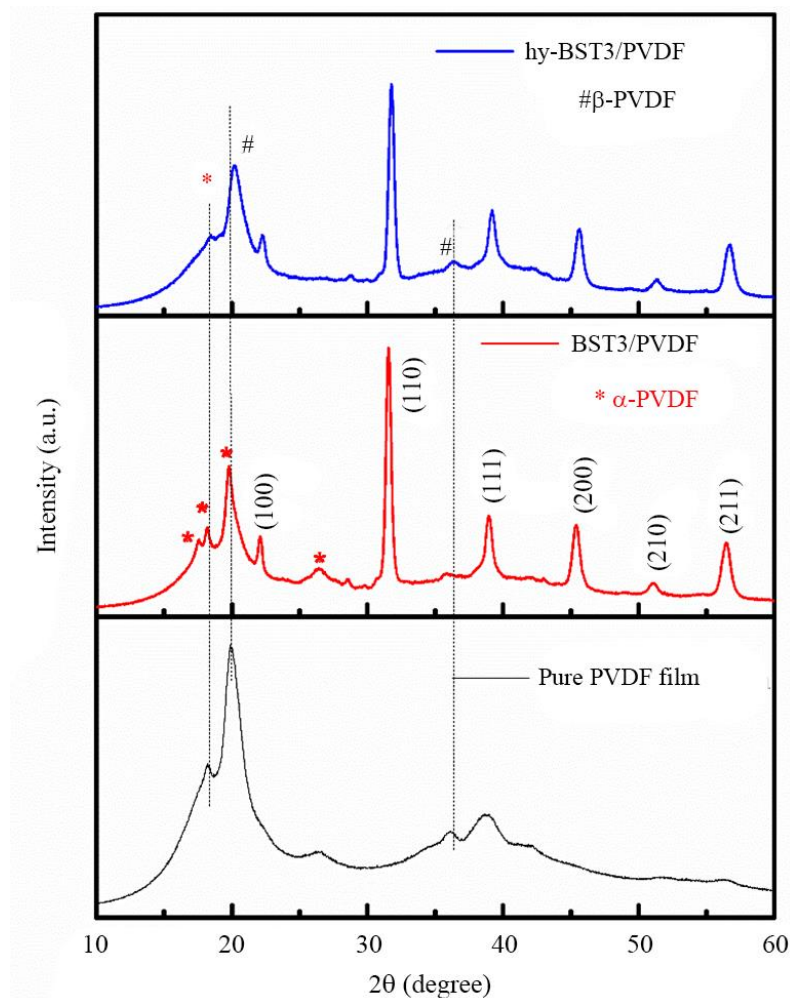 hy-BST3/PVDF
#β-PVDF
*
#
#
BST3/PVDF
* α-PVDF
*
*
*
*
(100)
(110)
(111)
(200)
(210)
(211)
Pure PVDF film
Intensity (a.u.)
10 20 30 40 50 60
2θ (degree)